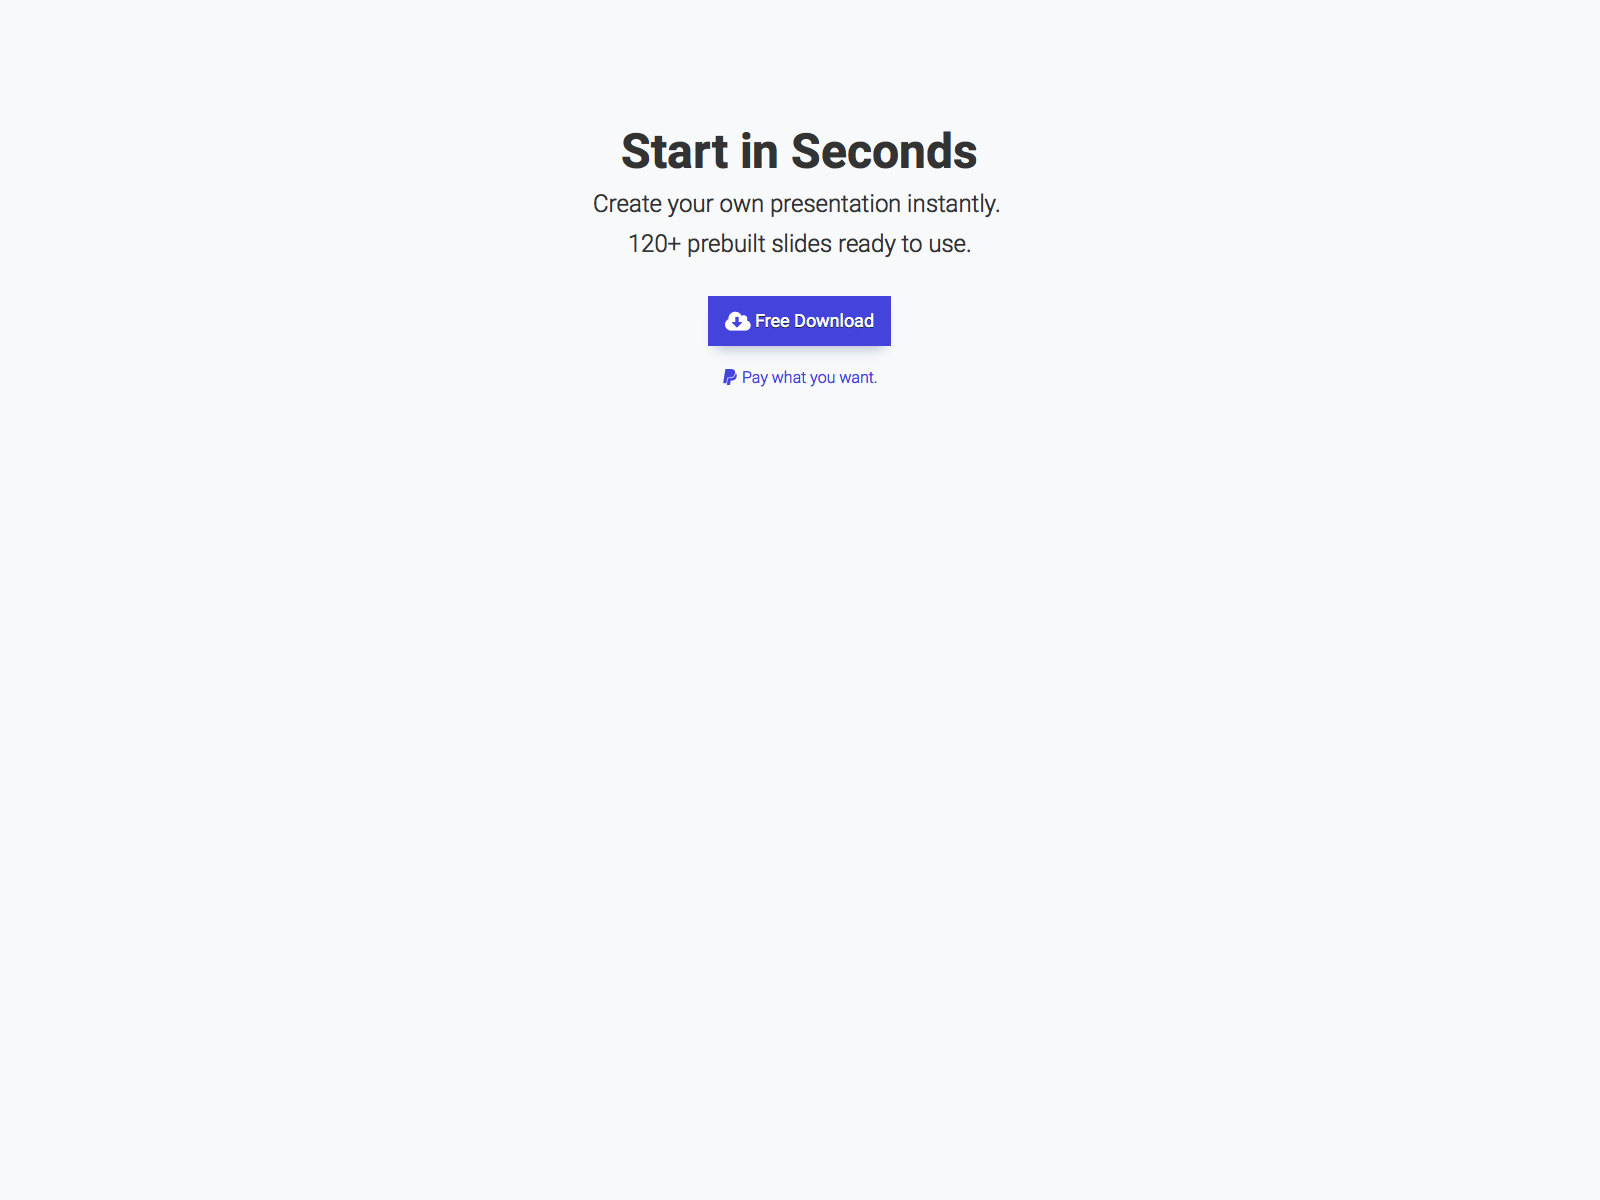 Start in Seconds
Create your own presentation instantly.
120+ prebuilt slides ready to use.
Free Download
Pay what you want.